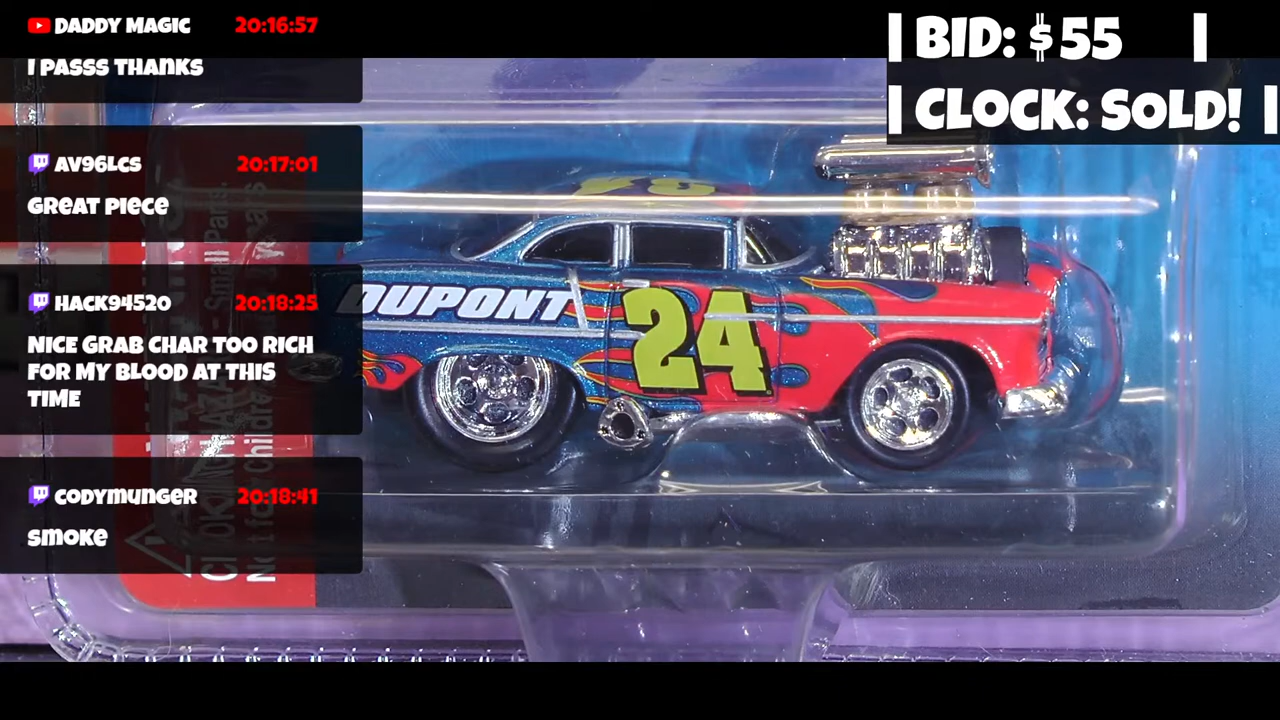 DADDY MAGIC 20:16:57
I PASSS THANKS
AV96LCS 20:17:01
GREAT PIECE
HACK94520 20:18:25
NICE GRAB CHAR TOO RICH
FOR MY BLOOD AT THIS
TIME
CODYMUNGER 20:18:41
SMOKE
| BID: $55 |
| CLOCK: SOLD! |
DUPONT
24
Small Parts.